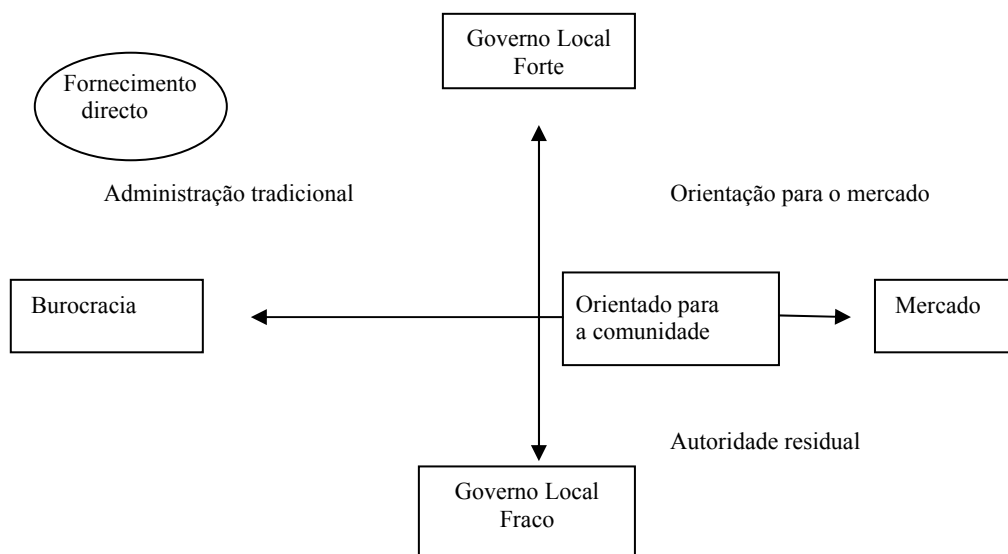 Governo Local
Forte
Fornecimento
directo
Administração tradicional
Orientação para o mercado
Burocracia
Orientado para
a comunidade
Mercado
Autoridade residual
Governo Local
Fraco